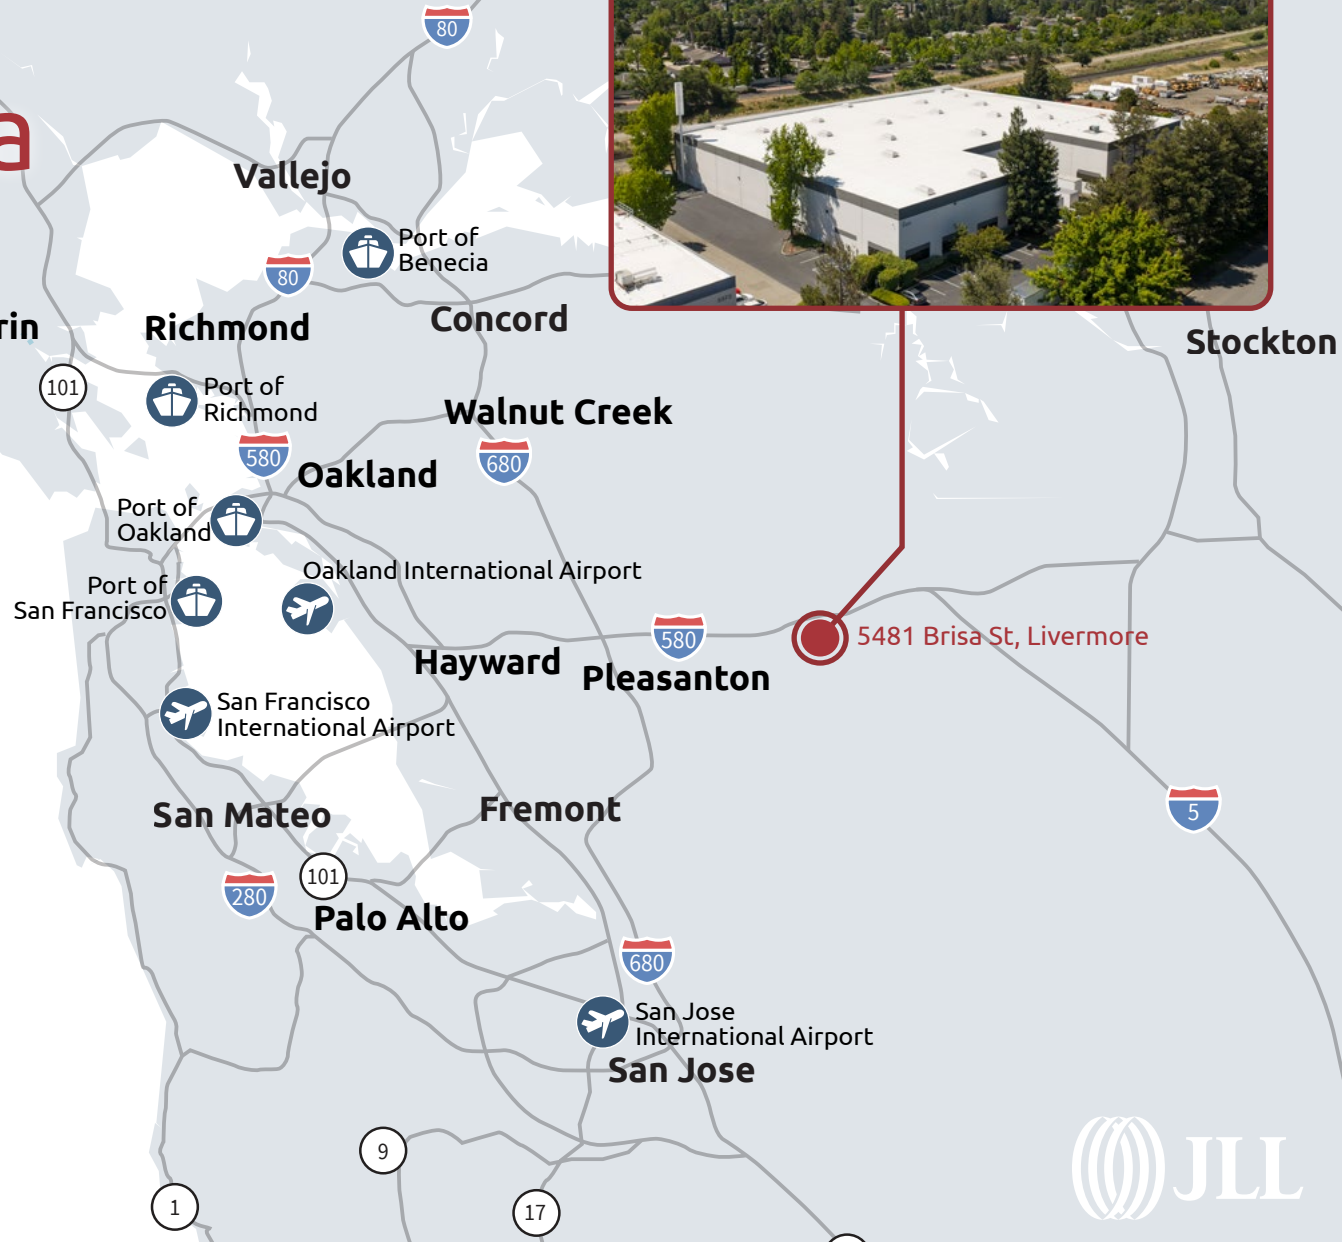 80
a
Vallejo
Port of
Benecia
80
rin
Richmond
Concord
Stockton
101
Port of
Richmond
Walnut Creek
580
680
Oakland
Port of
Oakland
Oakland International Airport
Port of
San Francisco
580
5481 Brisa St, Livermore
Hayward
Pleasanton
San Francisco
International Airport
San Mateo
Fremont
5
101
280
Palo Alto
680
San Jose
International Airport
San Jose
9
1
17
JLL